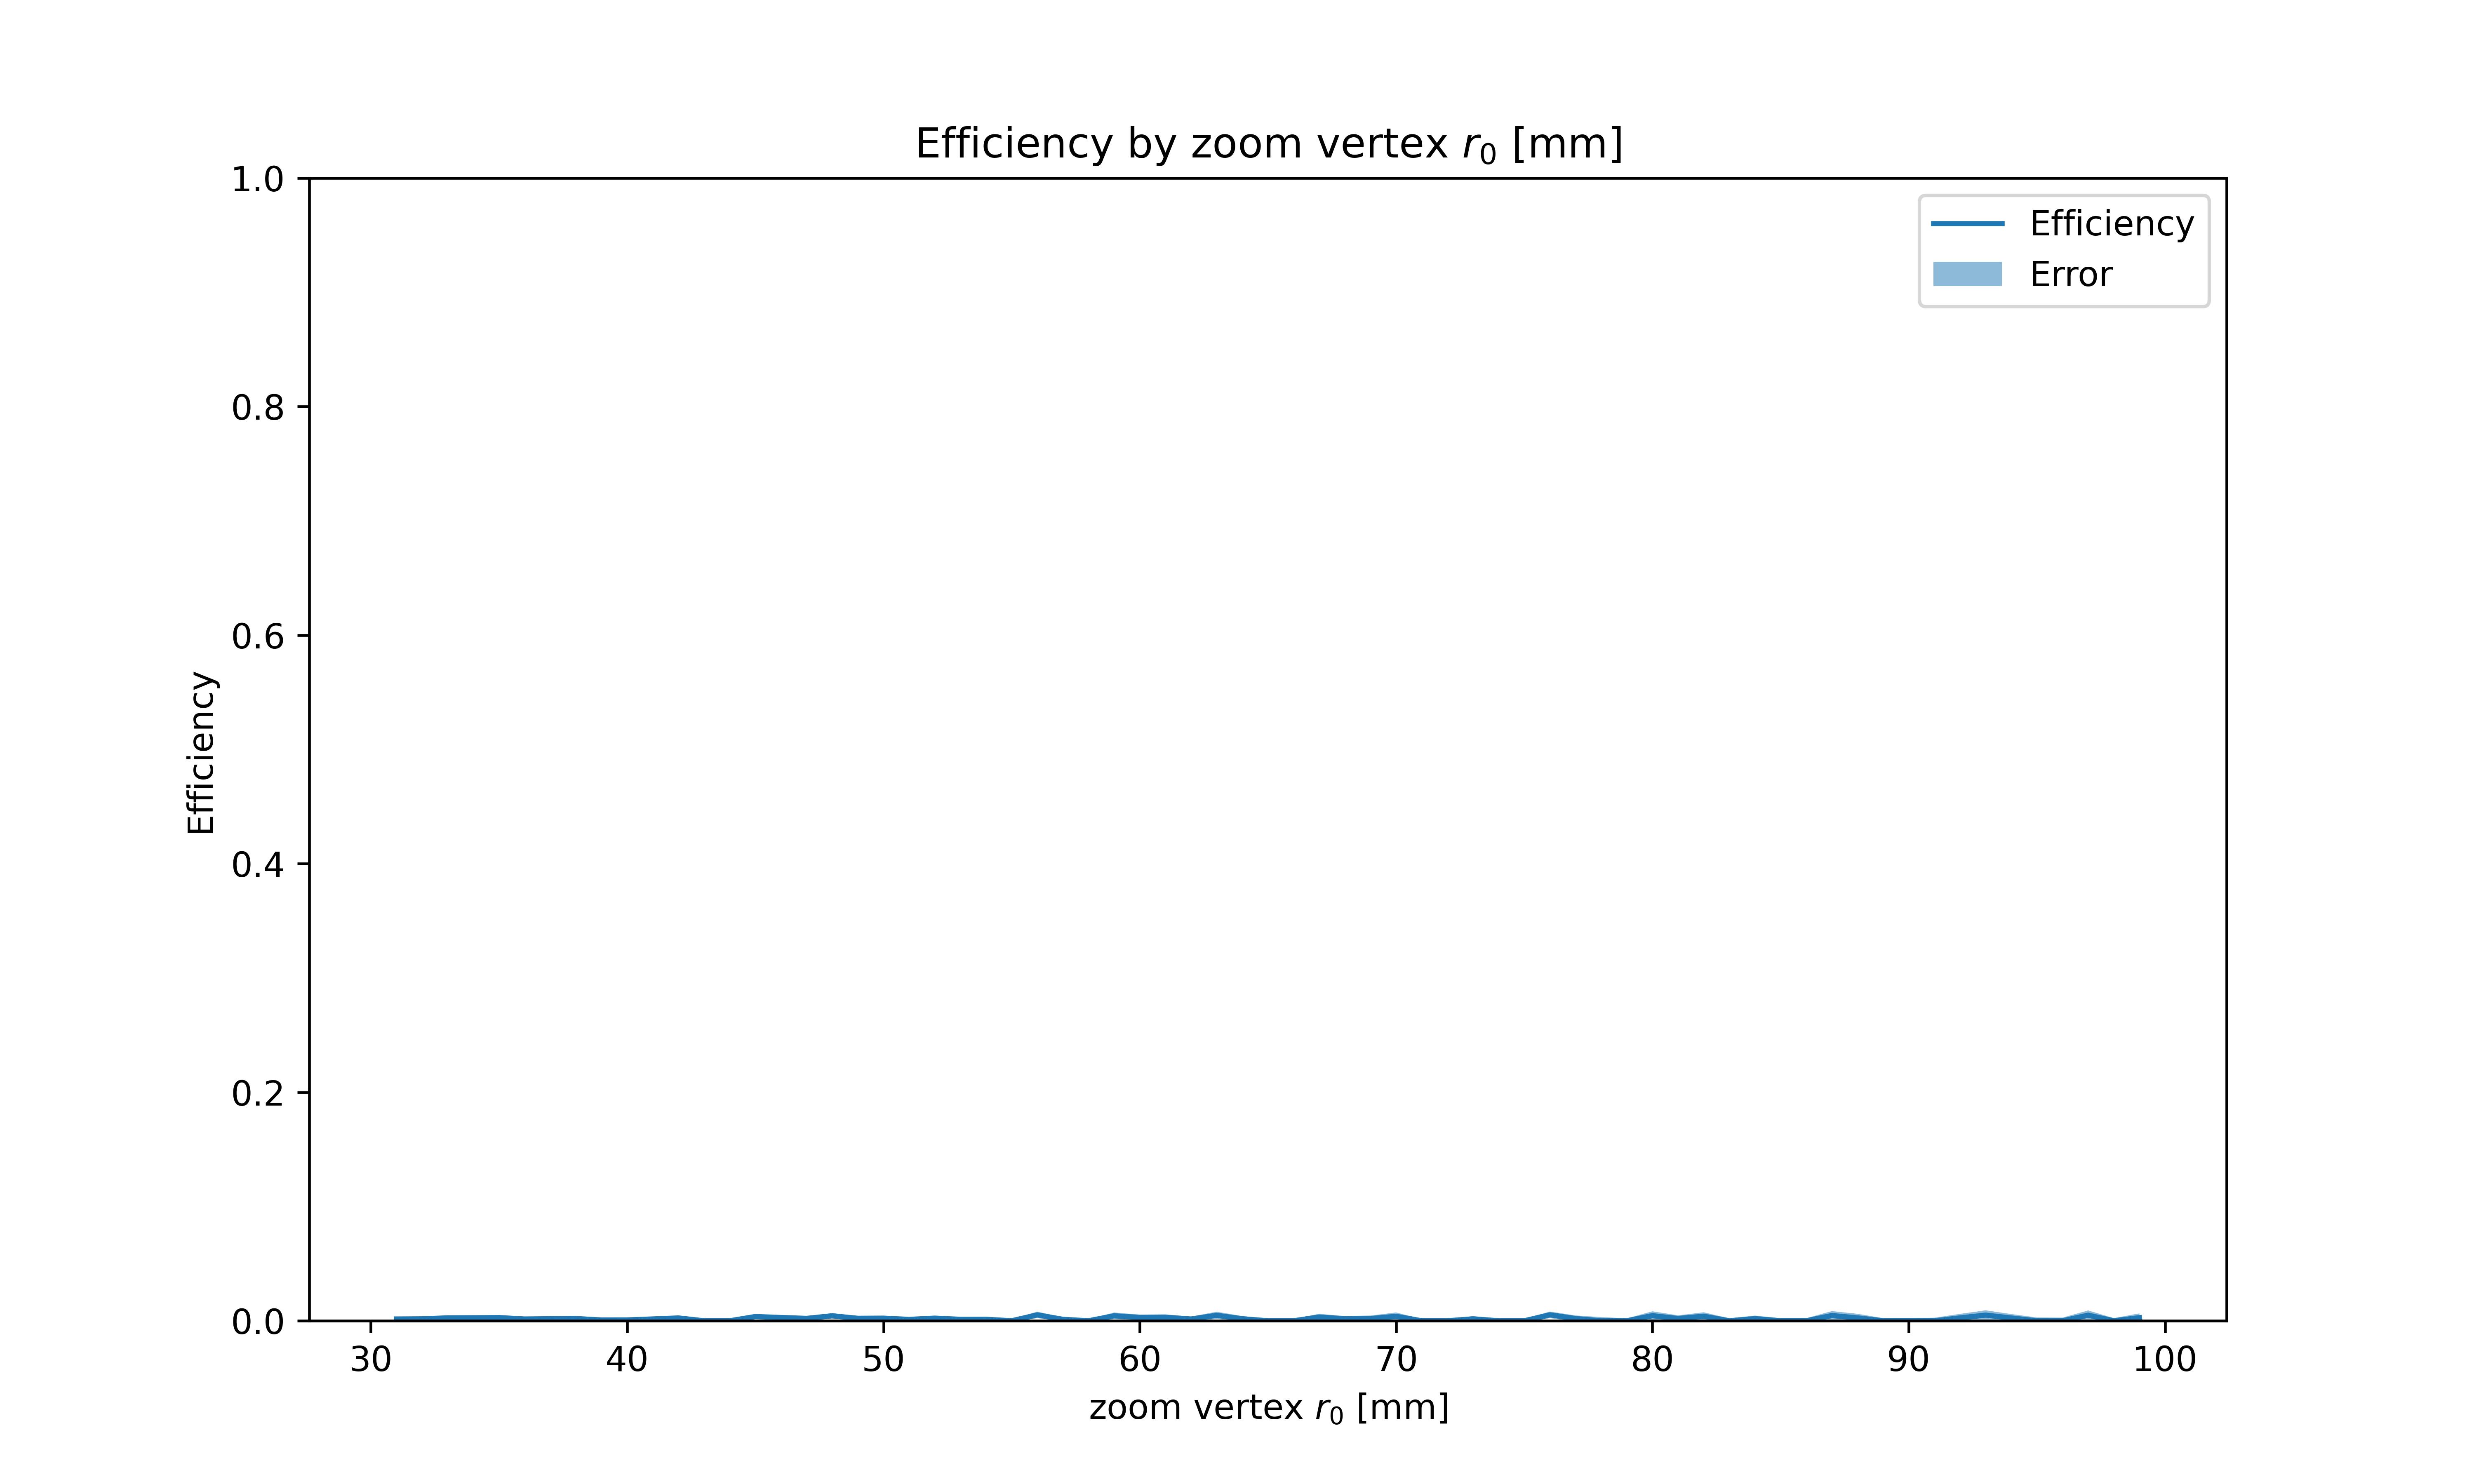 Efficiency by zoom vertex r₀ [mm]
Efficiency
Error
1.0
0.8
0.6
0.4
0.2
0.0
Efficiency
30 40 50 60 70 80 90 100
zoom vertex r₀ [mm]